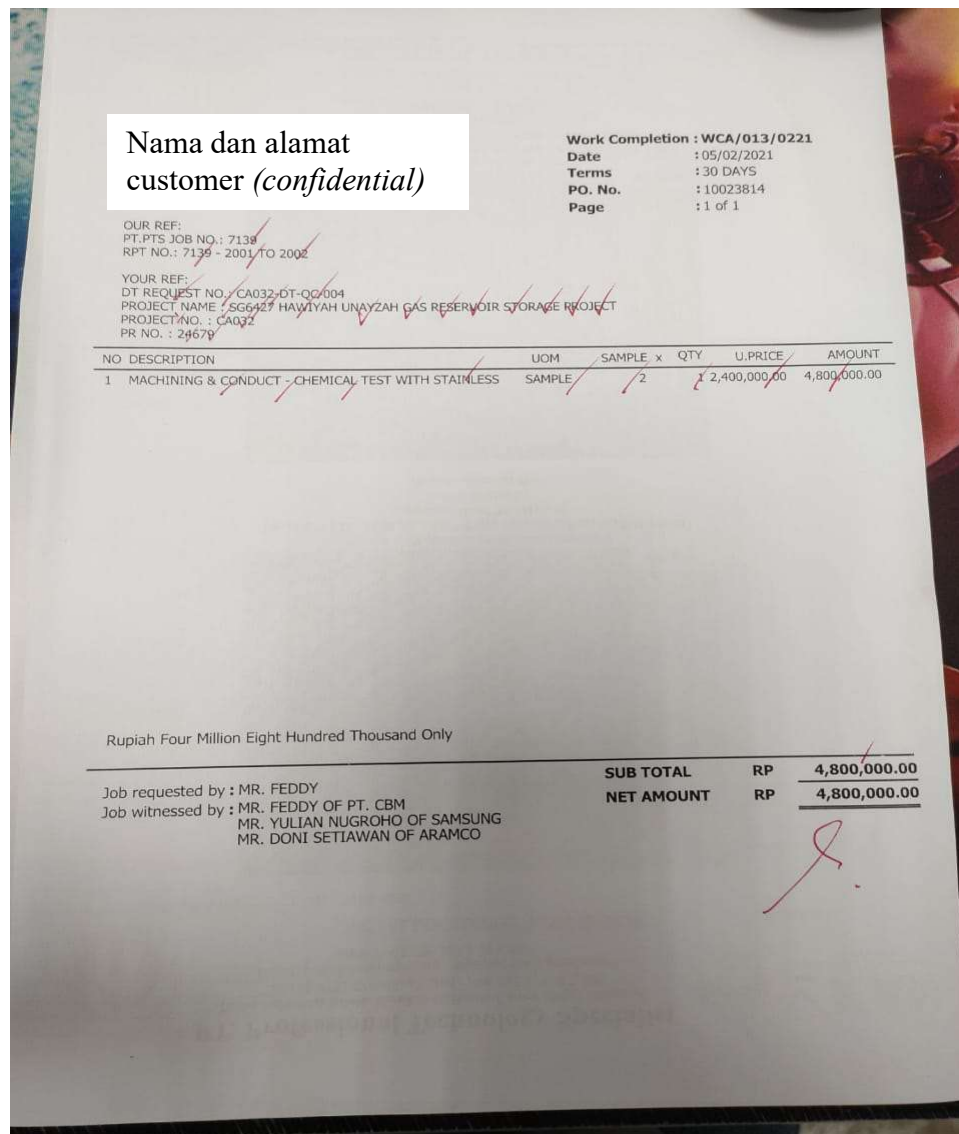 Nama dan alamat
customer (confidential)
Work Completion : WCA/013/0221
Date : 05/02/2021
Terms : 30 DAYS
PO. No. : 10023814
Page : 1 of 1
OUR REF:
PT.PTS JOB NO.: 7139
RPT NO.: 7139 - 2001 TO 2002
YOUR REF:
DT REQUEST NO.: CA032-DT-QC-004
PROJECT NAME : SG6427 HAWIYAH UNAYZAH GAS RESERVOIR STORAGE PROJECT
PROJECT NO. : CA032
PR NO. : 24679
NO DESCRIPTION UOM SAMPLE x QTY U.PRICE AMOUNT
1 MACHINING & CONDUCT - CHEMICAL TEST WITH STAINLESS SAMPLE 2 1 2,400,000.00 4,800,000.00
Rupiah Four Million Eight Hundred Thousand Only
SUB TOTAL RP 4,800,000.00
NET AMOUNT RP 4,800,000.00
Job requested by : MR. FEDDY
Job witnessed by : MR. FEDDY OF PT. CBM
MR. YULIAN NUGROHO OF SAMSUNG
MR. DONI SETIAWAN OF ARAMCO